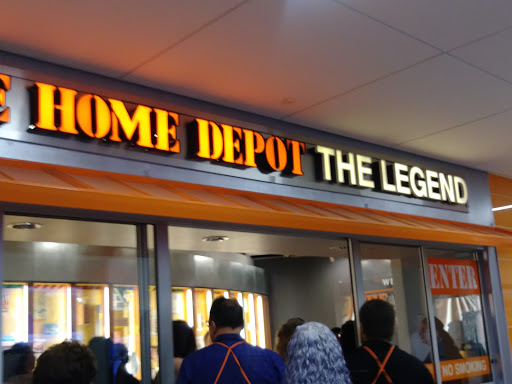 E HOME DEPOT THE LEGEND
ENTER
NO SMOKING